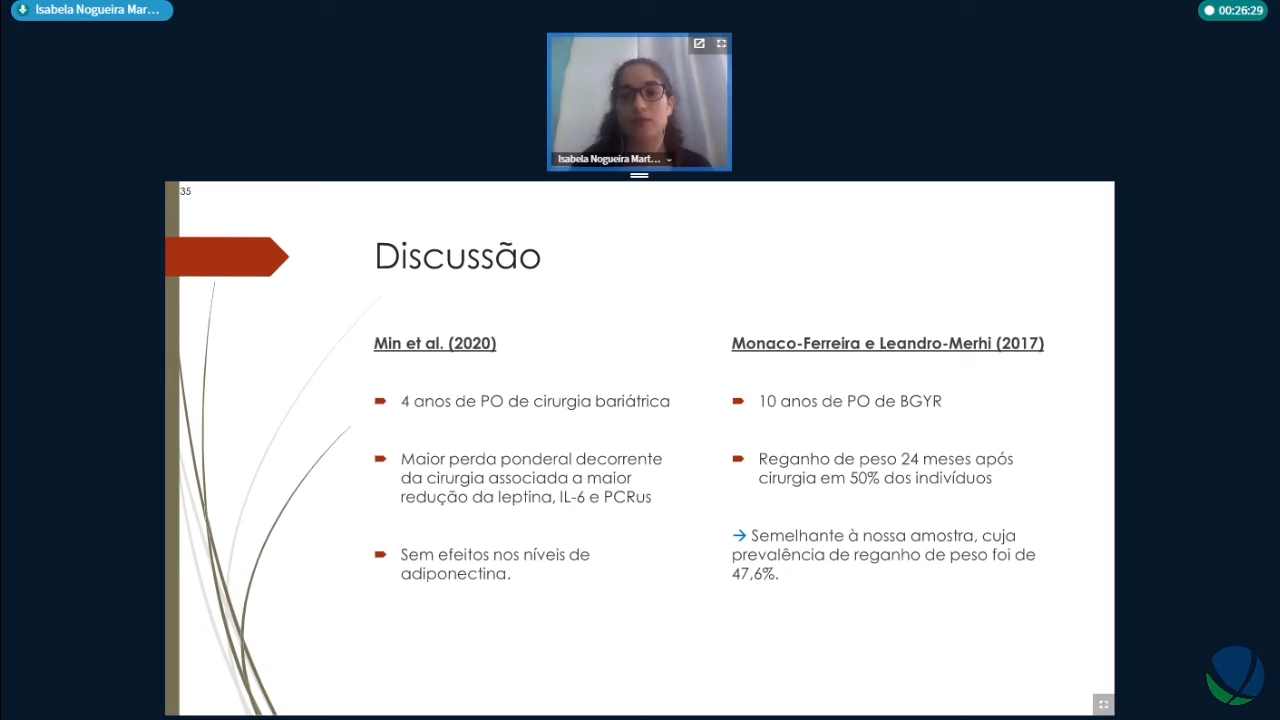 Isabela Nogueira Mar...
00:26:29
Isabela Nogueira Mart...
35
Discussão
Min et al. (2020)
4 anos de PO de cirurgia bariátrica
Maior perda ponderal decorrente
da cirurgia associada a maior
redução da leptina, IL-6 e PCRus
Sem efeitos nos níveis de
adiponectina.
Monaco-Ferreira e Leandro-Merhi (2017)
10 anos de PO de BGYR
Reganho de peso 24 meses após
cirurgia em 50% dos indivíduos
→ Semelhante à nossa amostra, cuja
prevalência de reganho de peso foi de
47,6%.